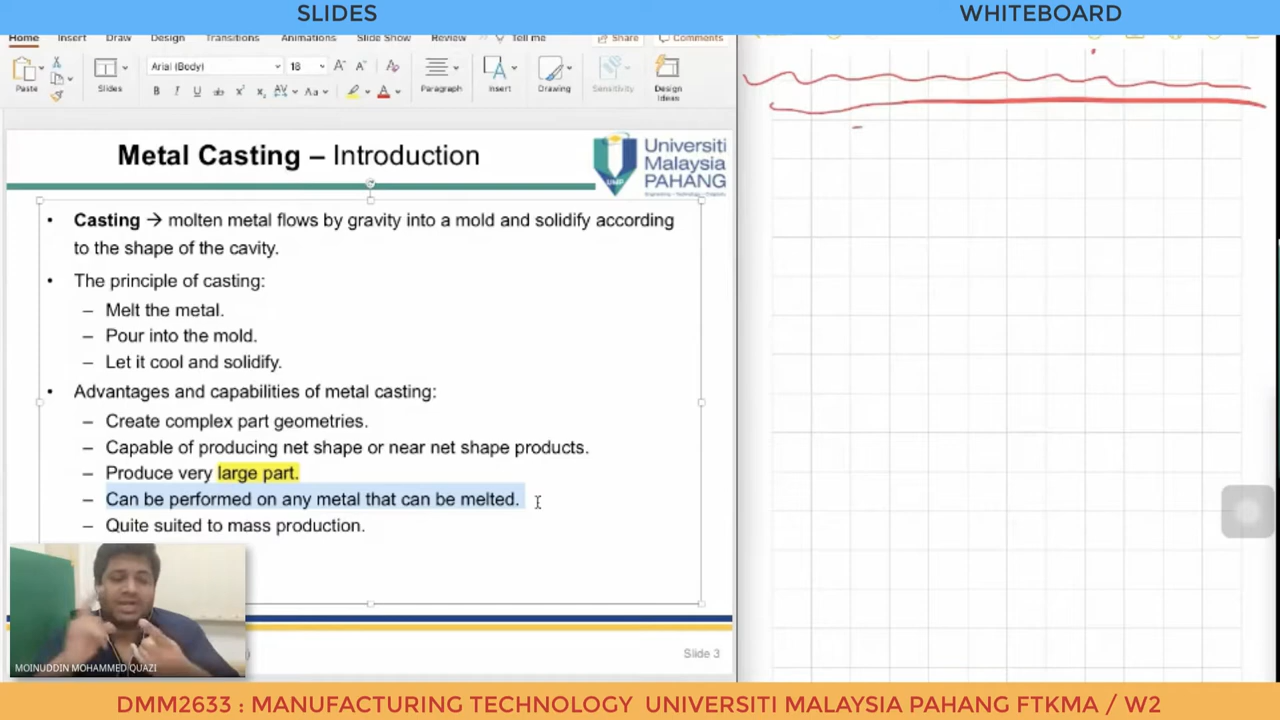 SLIDES
WHITEBOARD
Home Insert Draw Design Transitions Animations Slide Show Review View Tell me Share Comments
Arial (Body) 18
Paste Slides Paragraph Insert Drawing Sensitivity Design Ideas
Metal Casting – Introduction
Universiti Malaysia PAHANG
UMP
• Casting → molten metal flows by gravity into a mold and solidify according
to the shape of the cavity.
• The principle of casting:
– Melt the metal.
– Pour into the mold.
– Let it cool and solidify.
• Advantages and capabilities of metal casting:
– Create complex part geometries.
– Capable of producing net shape or near net shape products.
– Produce very large part.
– Can be performed on any metal that can be melted.
– Quite suited to mass production.
MOINUDDIN MOHAMMED QUAZI
Slide 3
DMM2633 : MANUFACTURING TECHNOLOGY UNIVERSITI MALAYSIA PAHANG FTKMA / W2